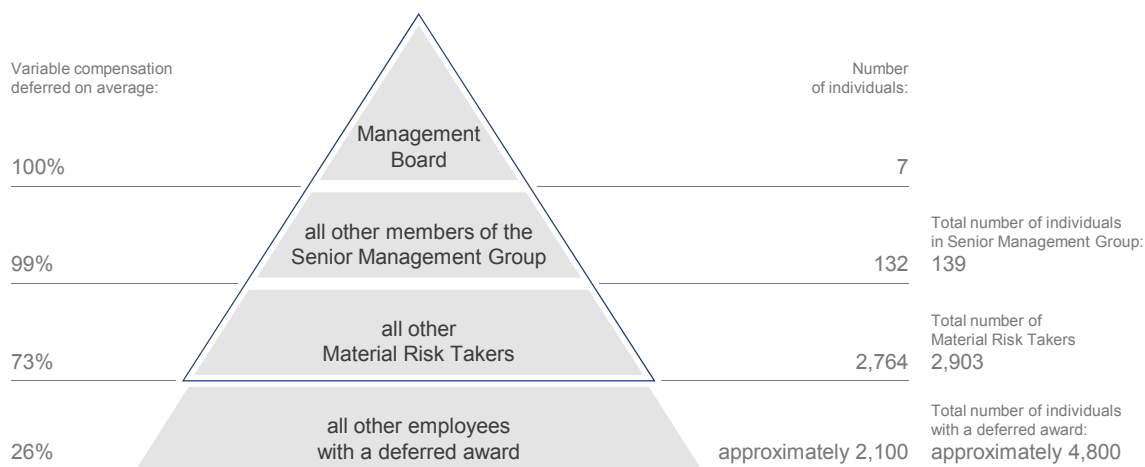 Variable compensation
deferred on average:
Number
of individuals:
Management
Board
100%
7
all other members of the
Senior Management Group
99%
132
Total number of individuals
in Senior Management Group:
139
all other
Material Risk Takers
73%
2,764
Total number of
Material Risk Takers
2,903
all other employees
with a deferred award
26%
approximately 2,100
Total number of individuals
with a deferred award:
approximately 4,800